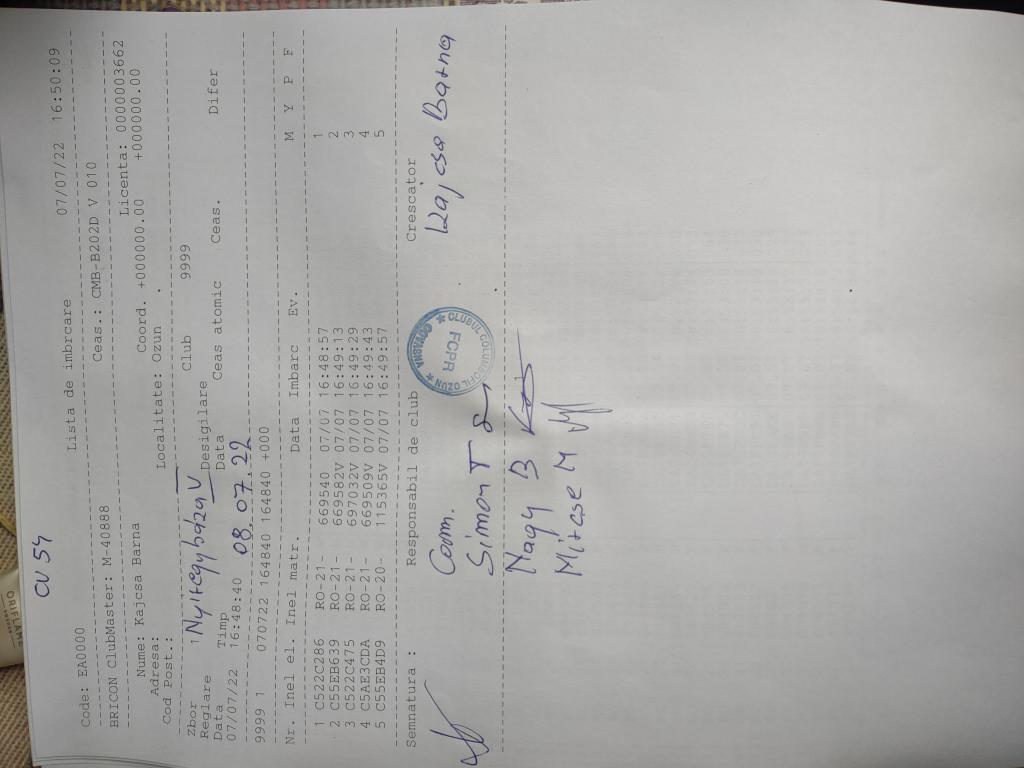 CU 54
Lista de imbarcare 07/07/22 16:50:09
Code: EA0000
BRICON ClubMaster: M-40888 Ceas.: CMB-B202D V 010
Nume: Kajcsa Barna Licenta: 0000003662
Adresa: Coord. +000000.00 +000000.00
Cod Post.: Localitate: Ozun
Zbor : Nyíregyháza V Club 9999
Reglare Desigilare
Data Timp Data Ceas atomic Ceas. Difer
07/07/22 16:48:40 08.07.22
9999 1 070722 164840 164840 +000
Nr. Inel el. Inel matr. Data Imbarc Ev. M Y P F
1 C522C286 RO-21- 669540 07/07 16:48:57 1
2 C55EB639 RO-21- 669582V 07/07 16:49:13 2
3 C522C475 RO-21- 697032V 07/07 16:49:29 3
4 C5AE3CDA RO-21- 669509V 07/07 16:49:43 4
5 C55EB4D9 RO-20- 115365V 07/07 16:49:57 5
Semnatura : Responsabil de club Crescator
Com. Kajcsa Barna
Simon T
Nagy B
Mitcse M
CLUBUL COLUMBOFIL OZUN
FCPR